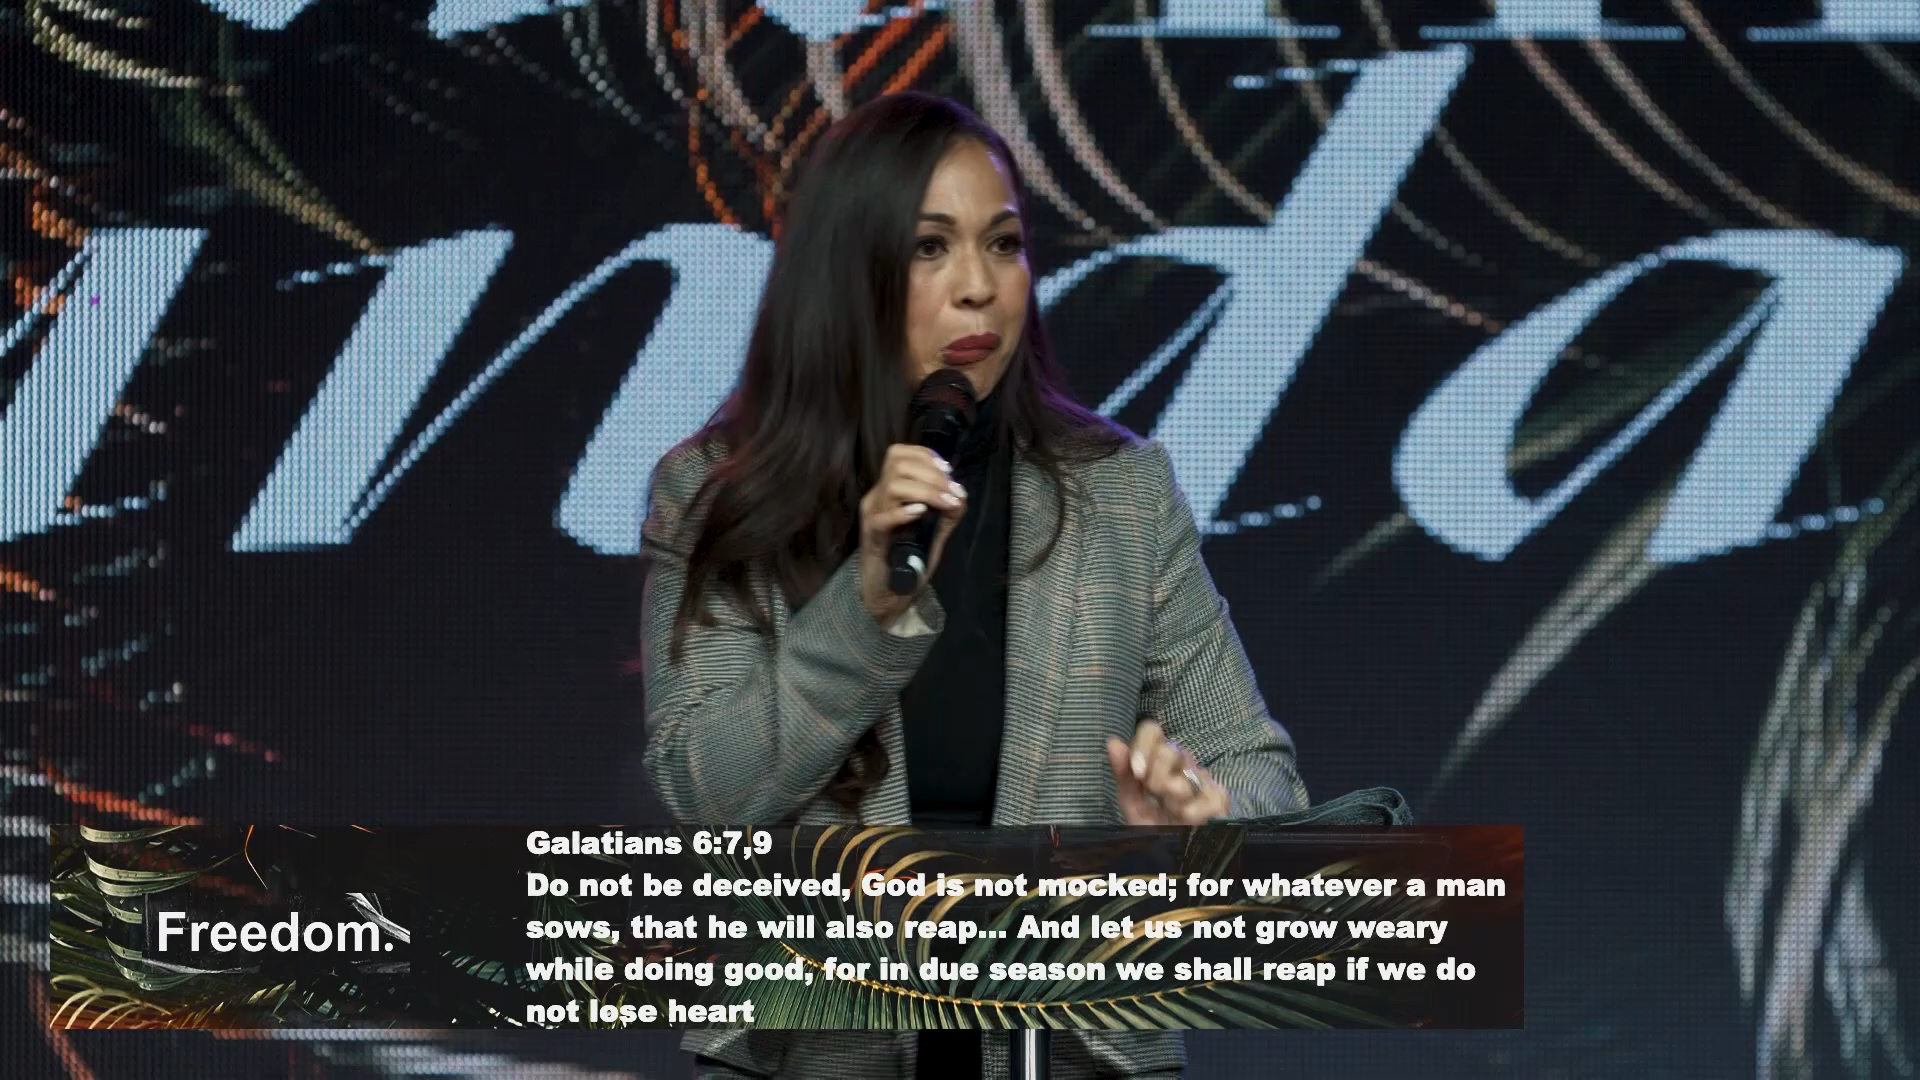 Freedom.
Galatians 6:7,9
Do not be deceived, God is not mocked; for whatever a man
sows, that he will also reap... And let us not grow weary
while doing good, for in due season we shall reap if we do
not lose heart